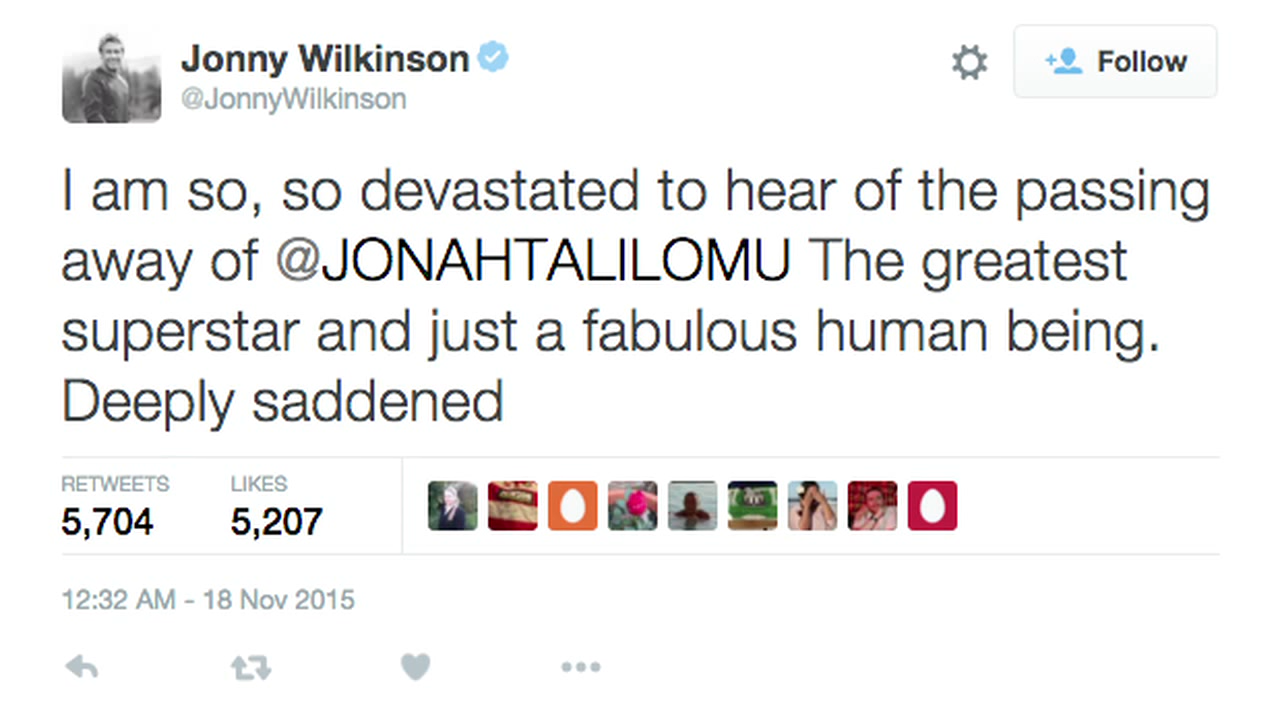 Jonny Wilkinson
@JonnyWilkinson
Follow
I am so, so devastated to hear of the passing
away of @JONAHTALILOMU The greatest
superstar and just a fabulous human being.
Deeply saddened
RETWEETS LIKES
5,704 5,207
12:32 AM - 18 Nov 2015